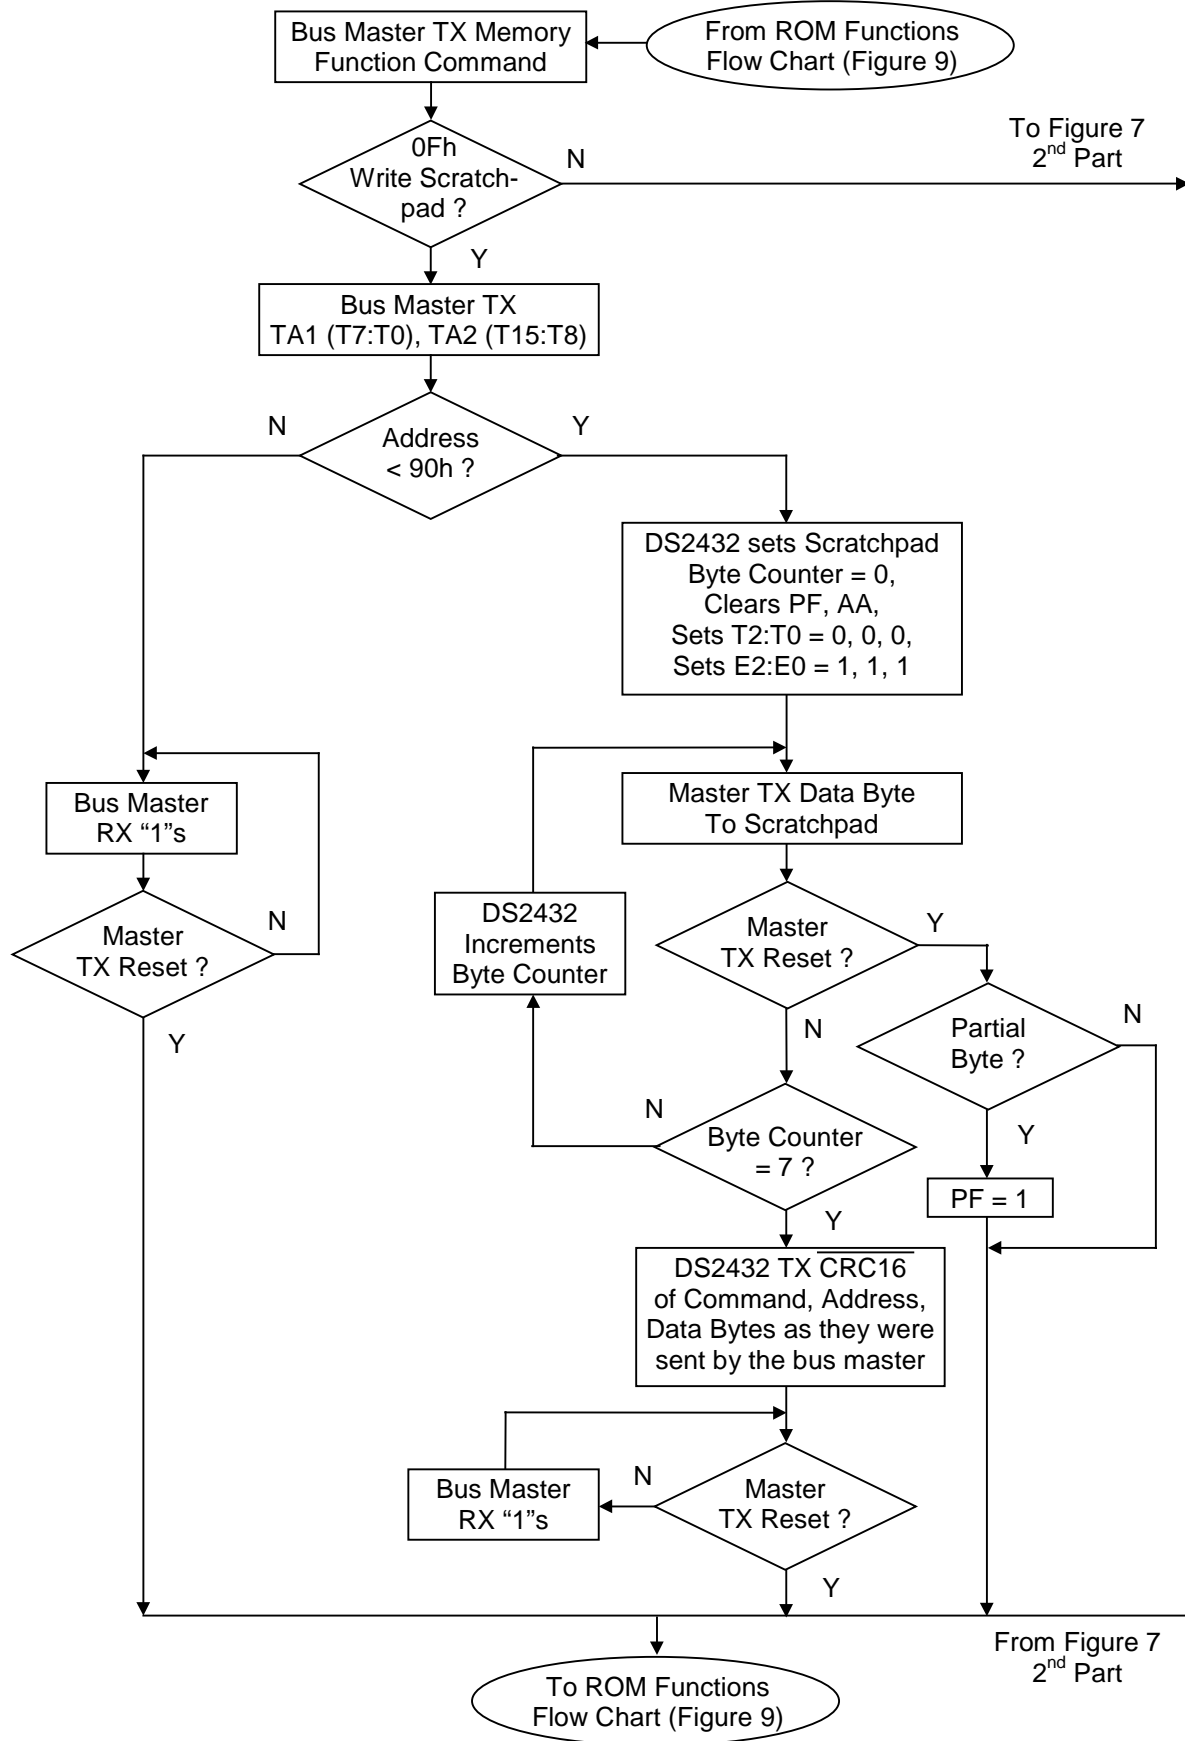 Bus Master TX Memory
Function Command
From ROM Functions
Flow Chart (Figure 9)
To Figure 7
2nd Part
0Fh
Write Scratch-
pad ?
N
Y
Bus Master TX
TA1 (T7:T0), TA2 (T15:T8)
N
Address
< 90h ?
Y
DS2432 sets Scratchpad
Byte Counter = 0,
Clears PF, AA,
Sets T2:T0 = 0, 0, 0,
Sets E2:E0 = 1, 1, 1
Bus Master
RX “1”s
Master TX Data Byte
To Scratchpad
Master
TX Reset ?
N
Y
DS2432
Increments
Byte Counter
Master
TX Reset ?
Y
N
Partial
Byte ?
N
Y
PF = 1
N
Byte Counter
= 7 ?
Y
DS2432 TX CRC16
of Command, Address,
Data Bytes as they were
sent by the bus master
Bus Master
RX “1”s
N
Master
TX Reset ?
Y
From Figure 7
2nd Part
To ROM Functions
Flow Chart (Figure 9)